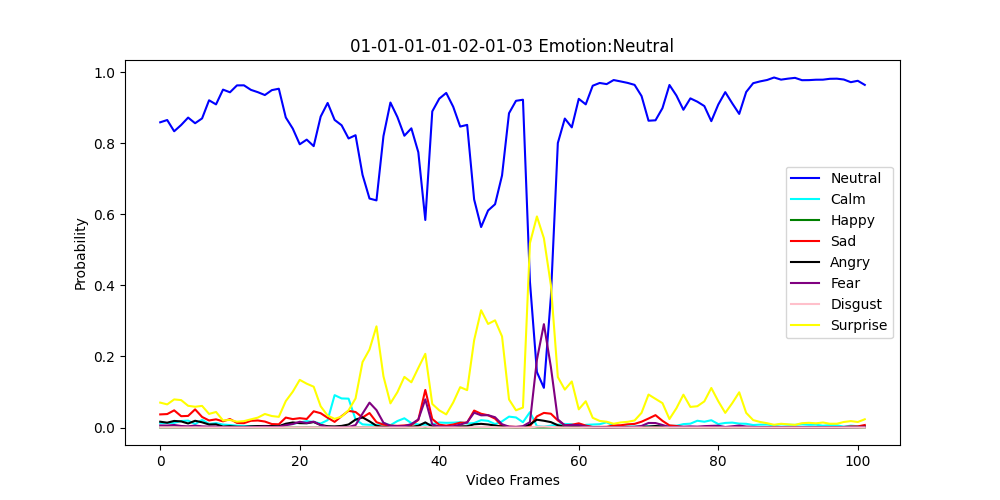 01-01-01-01-02-01-03 Emotion:Neutral
1.0
0.8
0.6
0.4
0.2
0.0
Probability
0 20 40 60 80 100
Video Frames
Neutral
Calm
Happy
Sad
Angry
Fear
Disgust
Surprise